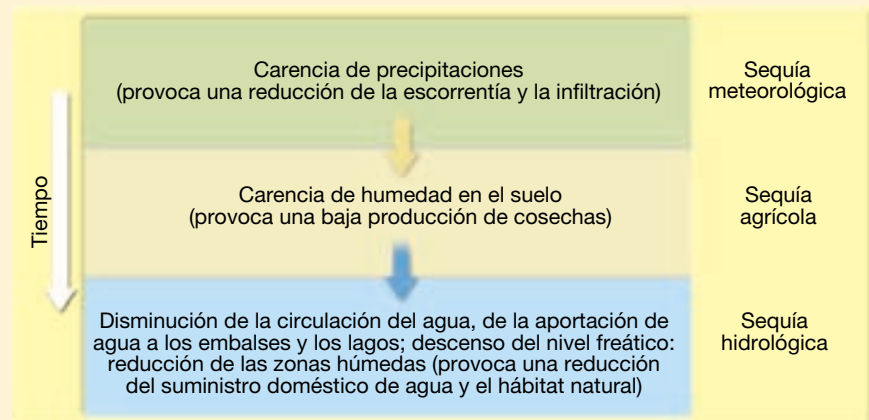 Carencia de precipitaciones
(provoca una reducción de la escorrentía y la infiltración)
Sequía
meteorológica
Tiempo
Carencia de humedad en el suelo
(provoca una baja producción de cosechas)
Sequía
agrícola
Disminución de la circulación del agua, de la aportación de
agua a los embalses y los lagos; descenso del nivel freático:
reducción de las zonas húmedas (provoca una reducción
del suministro doméstico de agua y el hábitat natural)
Sequía
hidrológica